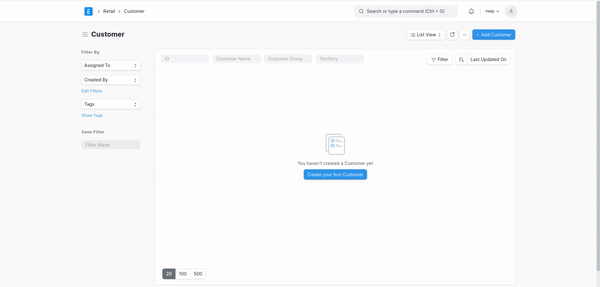 Retail > Customer
Search or type a command (Ctrl + G)
Help
A
Customer
List View
+ Add Customer
Filter By
Assigned To
Created By
Edit Filters
Tags
Show Tags
Save Filter
Filter Name
ID
Customer Name
Customer Group
Territory
Filter
Last Updated On
You haven't created a Customer yet
Create your first Customer
20
100
500